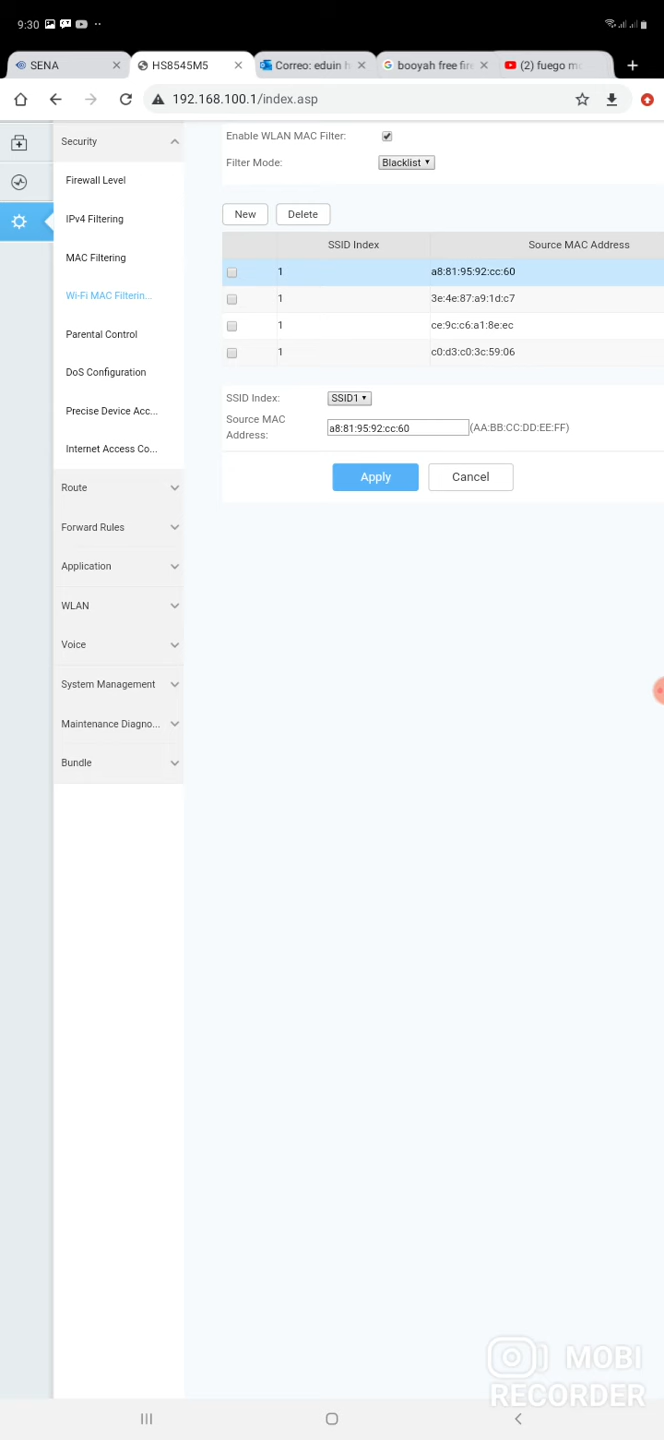 9:30
SENA
HS8545M5
Correo: eduin h
booyah free fire
(2) fuego mo
192.168.100.1/index.asp
Security
Enable WLAN MAC Filter:
Filter Mode: Blacklist
Firewall Level
IPv4 Filtering
MAC Filtering
Wi-Fi MAC Filterin...
Parental Control
DoS Configuration
Precise Device Acc...
Internet Access Co...
Route
Forward Rules
Application
WLAN
Voice
System Management
Maintenance Diagno...
Bundle
New Delete
SSID Index Source MAC Address
1 a8:81:95:92:cc:60
1 3e:4e:87:a9:1d:c7
1 ce:9c:c6:a1:8e:ec
1 c0:d3:c0:3c:59:06
SSID Index: SSID1
Source MAC
Address: a8:81:95:92:cc:60 (AA:BB:CC:DD:EE:FF)
Apply Cancel
MOBI
RECORDER